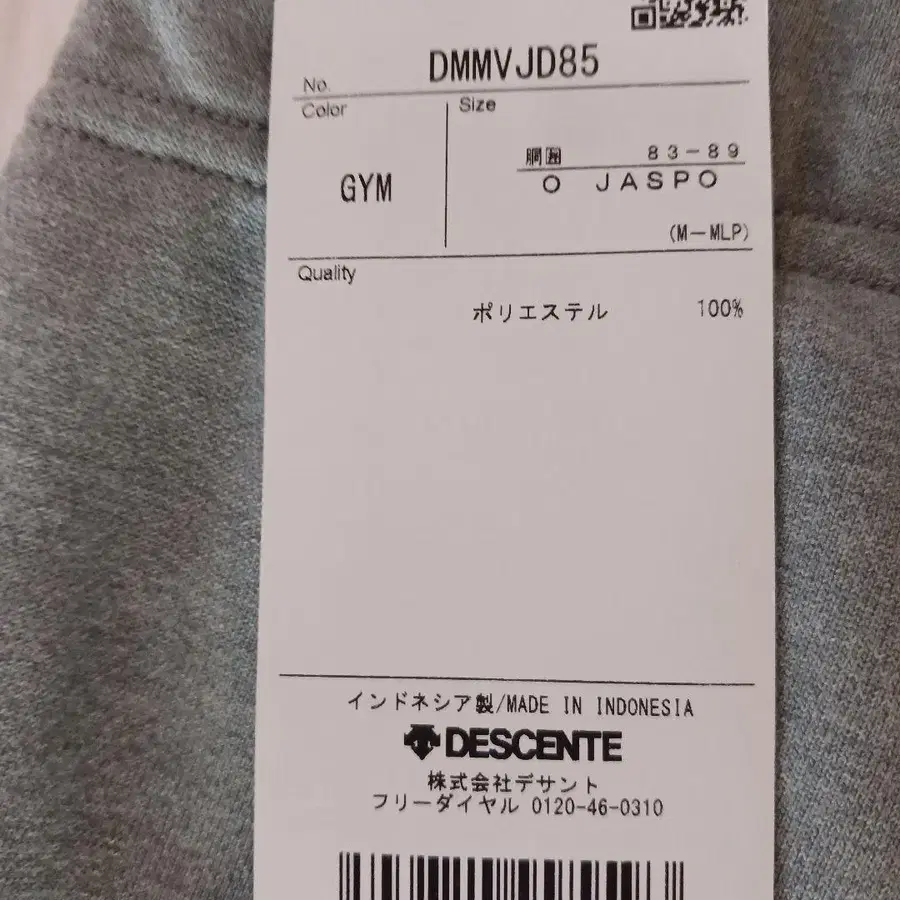 No. DMMVJD85
Color Size
胴囲 83-89
GYM
O JASPO
(M-MLP)
Quality
ポリエステル 100%
インドネシア製/MADE IN INDONESIA
DESCENTE
株式会社デサント
フリーダイヤル 0120-46-0310